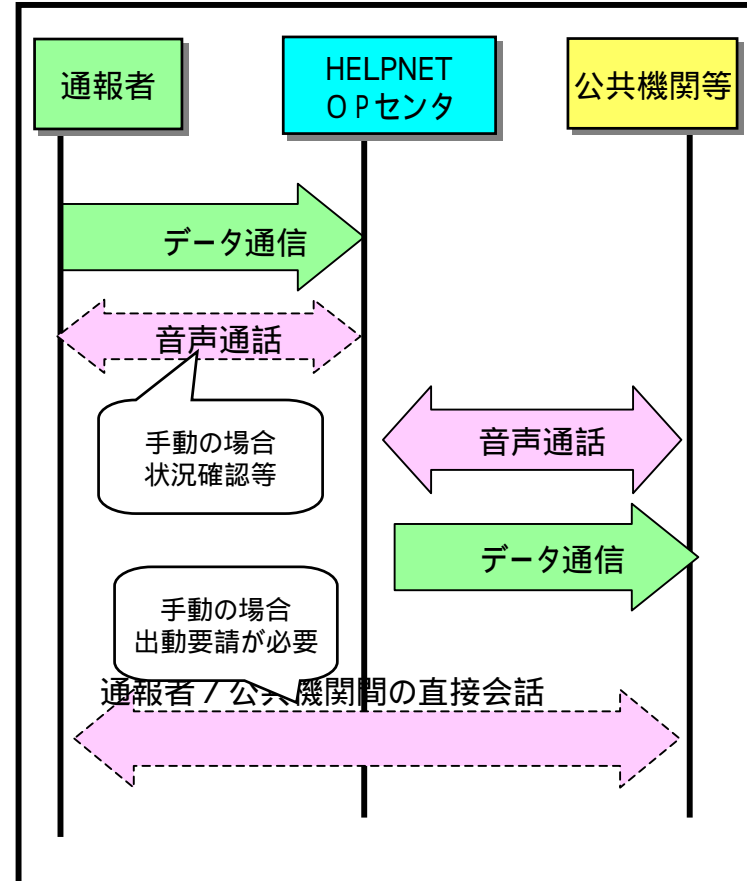 通報者
HELPNET
ＯＰセンタ
公共機関等
データ通信
音声通話
手動の場合
状況確認等
音声通話
データ通信
手動の場合
出動要請が必要
通報者／公共機関間の直接会話